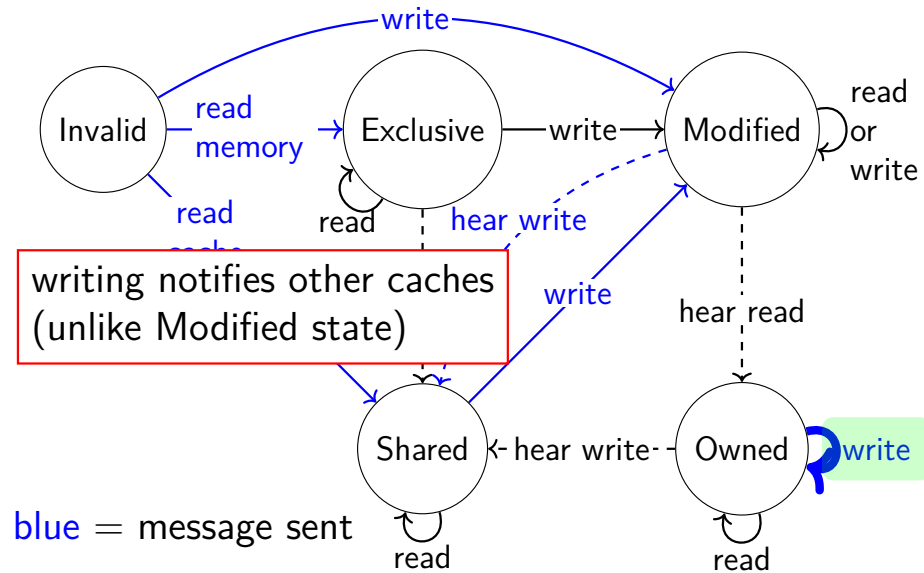 write
Invalid
read
memory
Exclusive
write
Modified
read
or
write
read
hear write
read
writing notifies other caches
(unlike Modified state)
write
hear read
Shared
hear write
Owned
write
blue = message sent
read
read